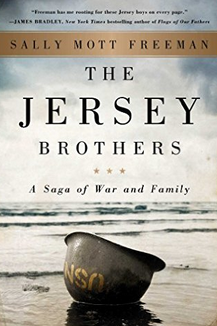 "Freeman has me rooting for these Jersey boys on every page."
—JAMES BRADLEY, New York Times bestselling author of Flags of Our Fathers
SALLY MOTT FREEMAN
THE
JERSEY
BROTHERS
A Saga of War and Family
USN